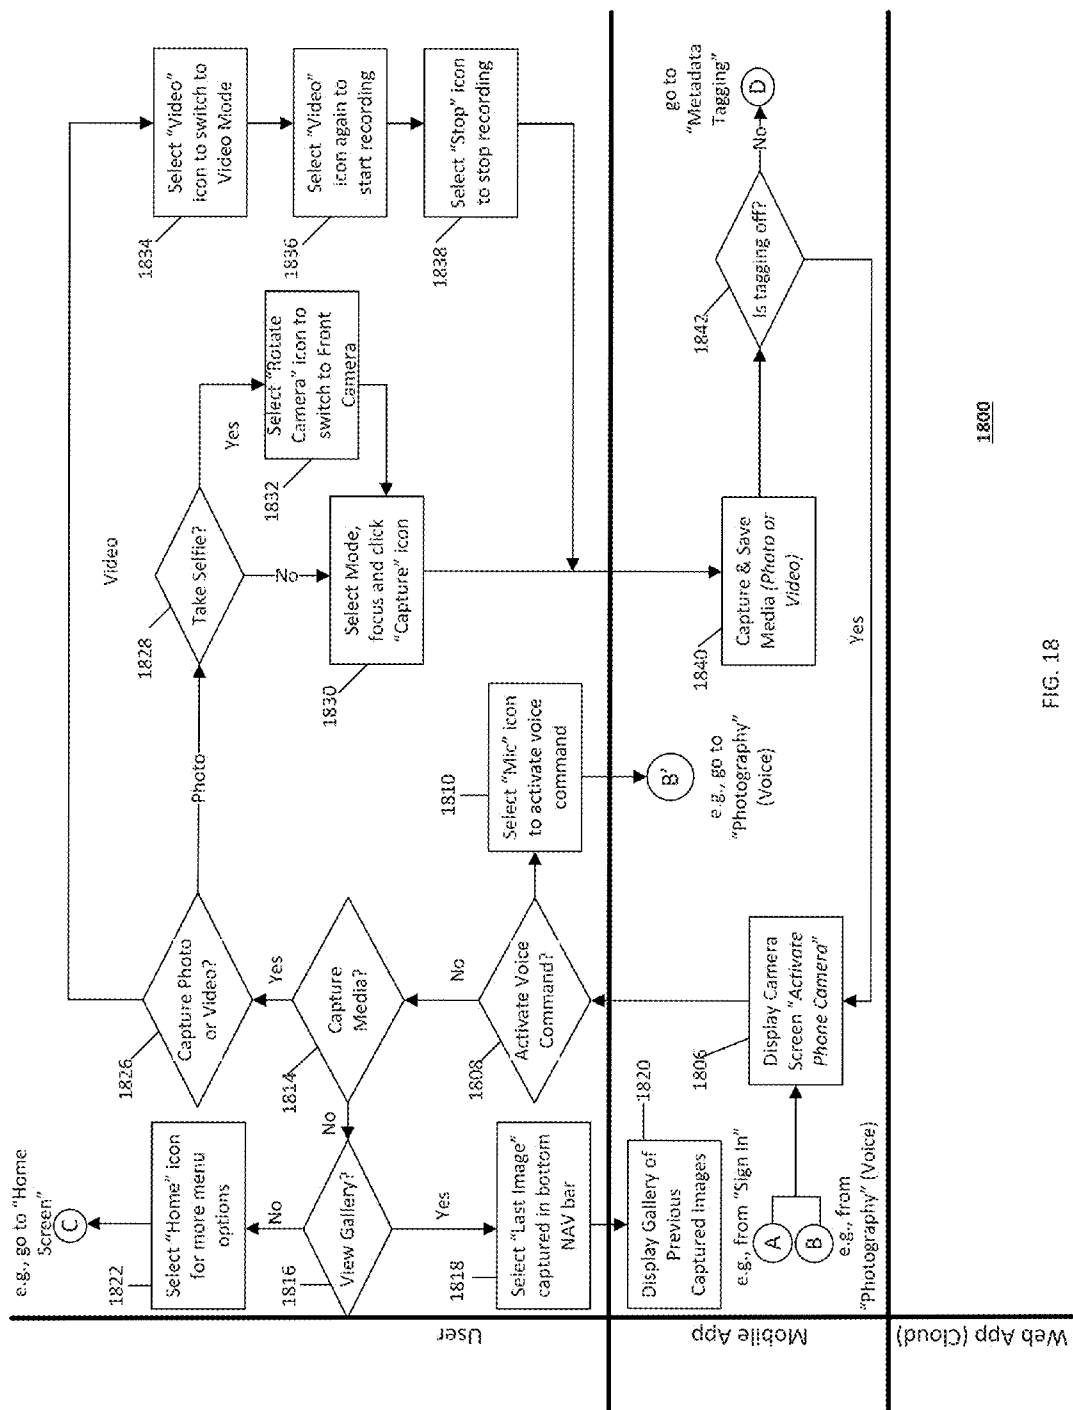 e.g., go to "Home
Screen"
C
1822
Select "Home" icon
for more menu
options
No
1816
View Gallery?
Yes
1818
Select "Last Image"
captured in bottom
NAV bar
1820
Display Gallery of
Previous
Captured Images
e.g., from "Sign In"
A
B
e.g., from
"Photography" (Voice)
1806
Display Camera
Screen "Activate
Phone Camera"
1808
Activate Voice
Command?
No
1810
Select "Mic" icon
to activate voice
command
B'
e.g., go to
"Photography"
(Voice)
1814
Capture
Media?
No
Yes
1826
Capture Photo
or Video?
Photo
Video
1828
Take Selfie?
Yes
No
1832
Select "Rotate
Camera" icon to
switch to Front
Camera
1830
Select Mode,
focus and click
"Capture" icon
1834
Select "Video"
icon to switch to
Video Mode
1836
Select "Video"
icon again to
start recording
1838
Select "Stop" icon
to stop recording
1840
Capture & Save
Media (Photo or
Video)
1842
Is tagging off?
No
Yes
D
go to
"Metadata
Tagging"
User
Mobile App
Web App (Cloud)
1800
FIG. 18